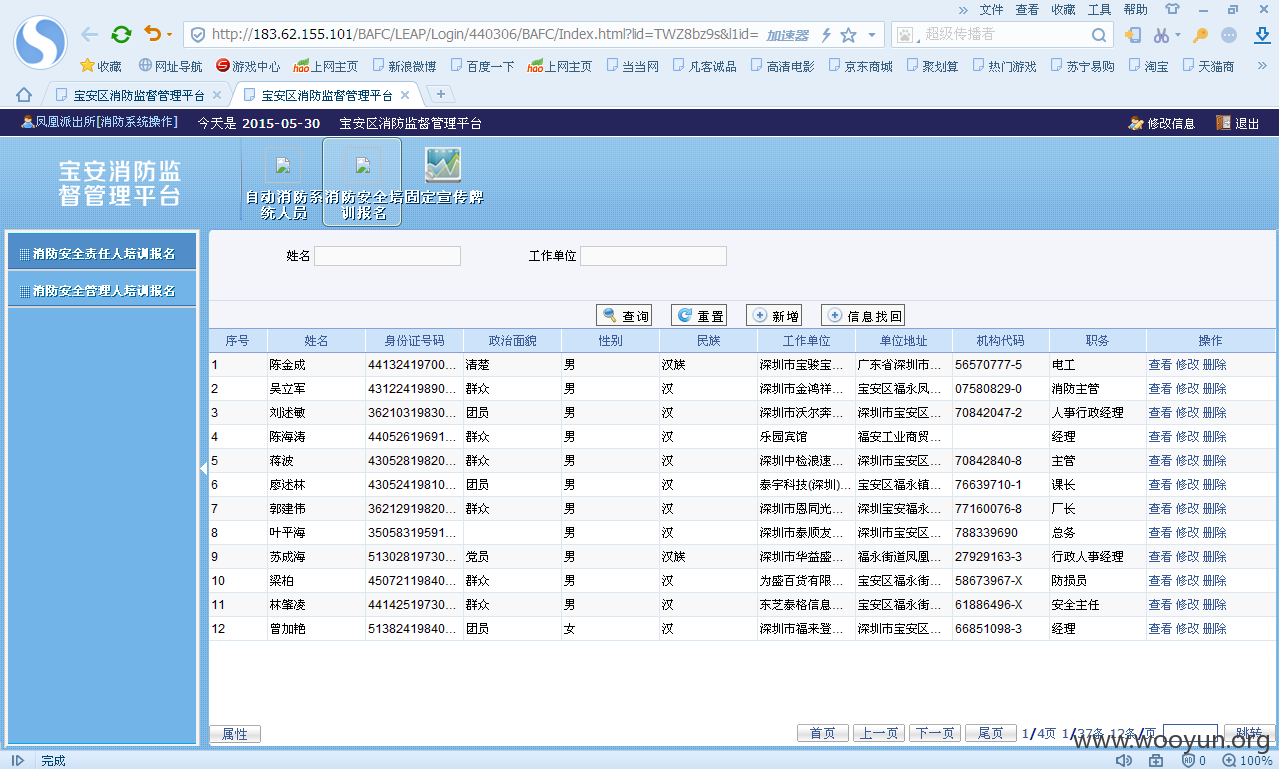 » 文件 查看 收藏 工具 帮助
http://183.62.155.101/BAFC/LEAP/Login/440306/BAFC/Index.html?lid=TWZ8bz9s&l1id= 加速器 超级传播者
收藏 网址导航 游戏中心 hao上网主页 新浪微博 百度一下 hao上网主页 当当网 凡客诚品 高清电影 京东商城 聚划算 热门游戏 苏宁易购 淘宝 天猫商 »
宝安区消防监督管理平台 × 宝安区消防监督管理平台 × +
凤凰派出所[消防系统操作] 今天是 2015-05-30 宝安区消防监督管理平台 修改信息 退出
宝安消防监
督管理平台
自动消防系
统人员
消防安全培
训报名
固定宣传牌
消防安全责任人培训报名
消防安全管理人培训报名
姓名 工作单位
查询 重置 新增 信息找回
序号 姓名 身份证号码 政治面貌 性别 民族 工作单位 单位地址 机构代码 职务 操作
1 陈金成 44132419700... 清楚 男 汉族 深圳市宝骏宝... 广东省深圳市... 56570777-5 电工 查看 修改 删除
2 吴立军 43122419890... 群众 男 汉 深圳市金鸿祥... 宝安区福永凤... 07580829-0 消防主管 查看 修改 删除
3 刘述敏 36210319830... 团员 男 汉 深圳市沃尔奔... 深圳市宝安区... 70842047-2 人事行政经理 查看 修改 删除
4 陈海涛 44052619691... 群众 男 汉 乐园宾馆 福安工业商贸... 经理 查看 修改 删除
5 蒋波 43052819820... 群众 男 汉 深圳中检浪速... 深圳市宝安区... 70842840-8 主管 查看 修改 删除
6 廖述林 43052419810... 团员 男 汉 泰宇科技(深圳)... 宝安区福永镇... 76639710-1 课长 查看 修改 删除
7 郭建伟 36212919820... 群众 男 汉 深圳市恩同光... 深圳宝安福永... 77160076-8 厂长 查看 修改 删除
8 叶平海 35058319591... 男 汉 深圳市泰顺友... 深圳市宝安区... 788339690 总务 查看 修改 删除
9 苏成海 51302819730... 党员 男 汉族 深圳市华益盛... 福永街道凤凰... 27929163-3 行政人事经理 查看 修改 删除
10 梁柏 45072119840... 群众 男 汉 为盛百货有限... 宝安区福永街... 58673967-X 防损员 查看 修改 删除
11 林肇凌 44142519730... 群众 男 汉 东芝泰格信息... 宝安区福永街... 61886496-X 安全主任 查看 修改 删除
12 曾加艳 51382419840... 团员 女 汉 深圳市福来登... 深圳市宝安区... 66851098-3 经理 查看 修改 删除
属性 首页 上一页 下一页 尾页 1/4页 1/37条 12条/页 跳转
www.wooyun.org
完成 0 100%